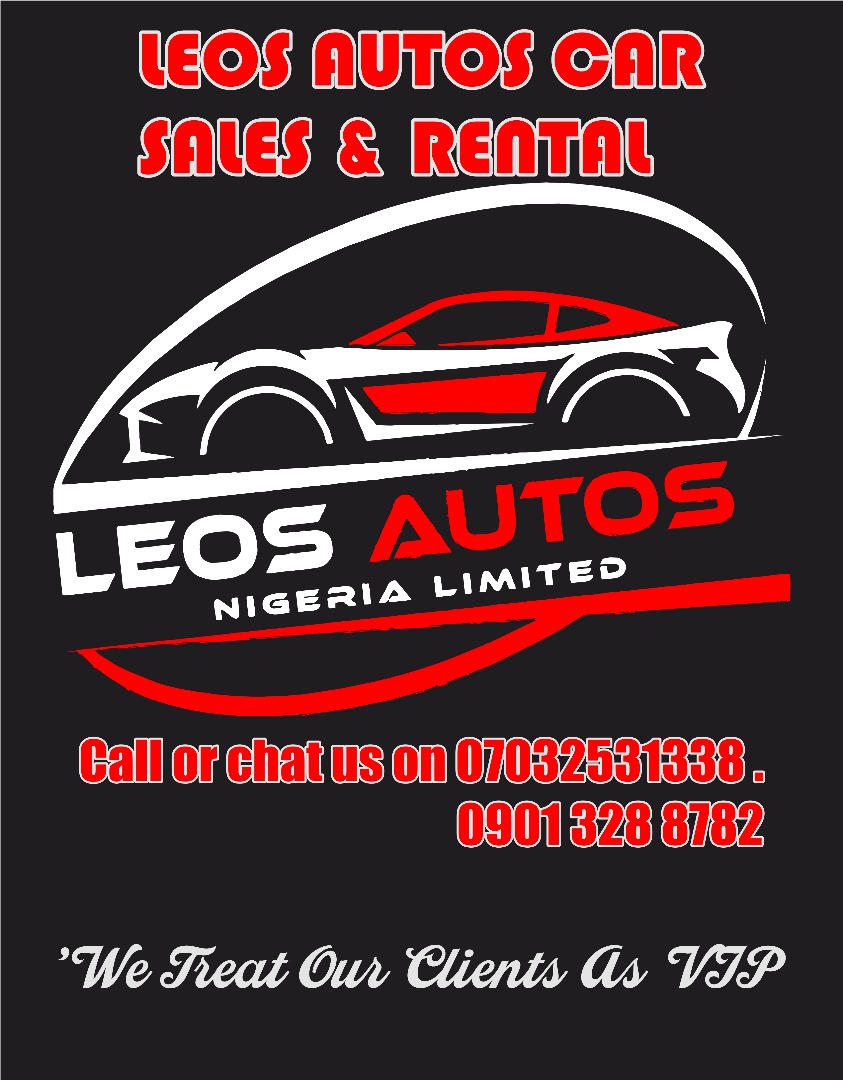 LEOS AUTOS CAR
SALES & RENTAL
LEOS AUTOS
NIGERIA LIMITED
Call or chat us on 07032531338 .
0901 328 8782
’We Treat Our Clients As VIP